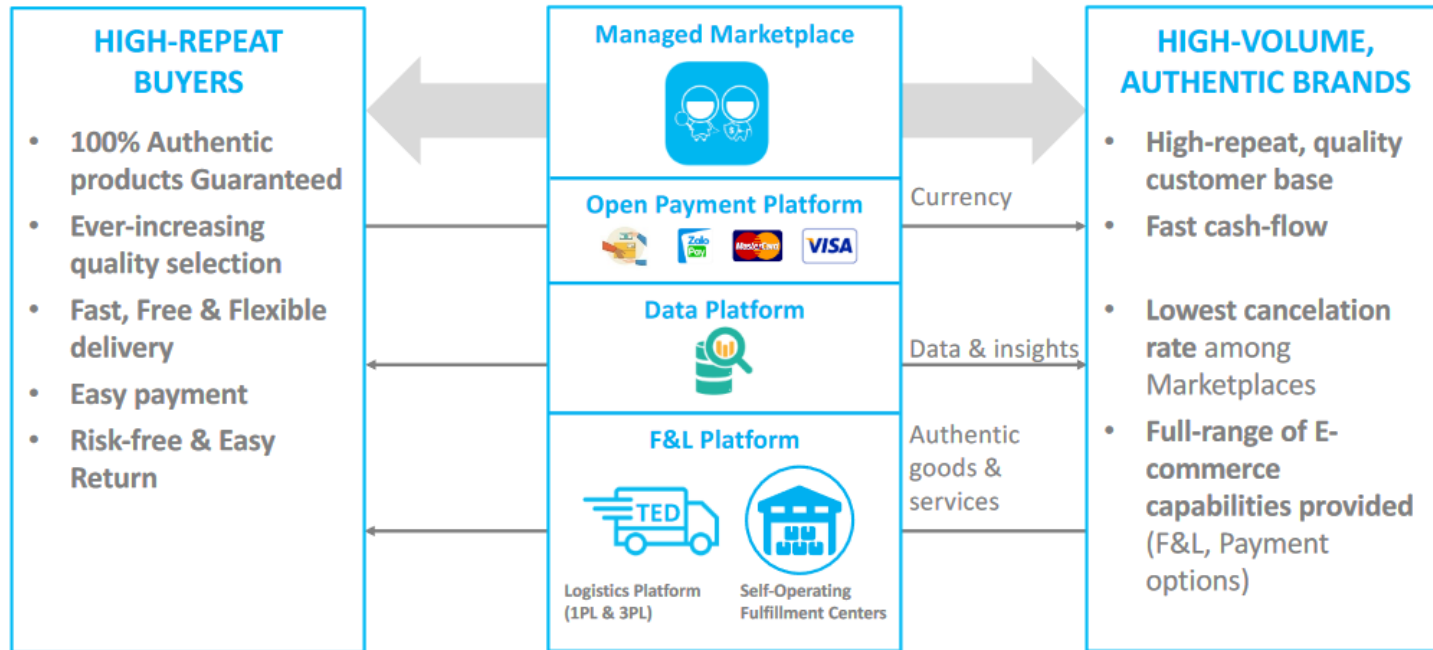 HIGH-REPEAT
BUYERS
• 100% Authentic
products Guaranteed
• Ever-increasing
quality selection
• Fast, Free & Flexible
delivery
• Easy payment
• Risk-free & Easy
Return
Managed Marketplace
Open Payment Platform
Zalo
Pay
MasterCard
VISA
Data Platform
F&L Platform
TED
Logistics Platform
(1PL & 3PL)
Self-Operating
Fulfillment Centers
Currency
Data & insights
Authentic
goods &
services
HIGH-VOLUME,
AUTHENTIC BRANDS
• High-repeat, quality
customer base
• Fast cash-flow
• Lowest cancelation
rate among
Marketplaces
• Full-range of E-
commerce
capabilities provided
(F&L, Payment
options)